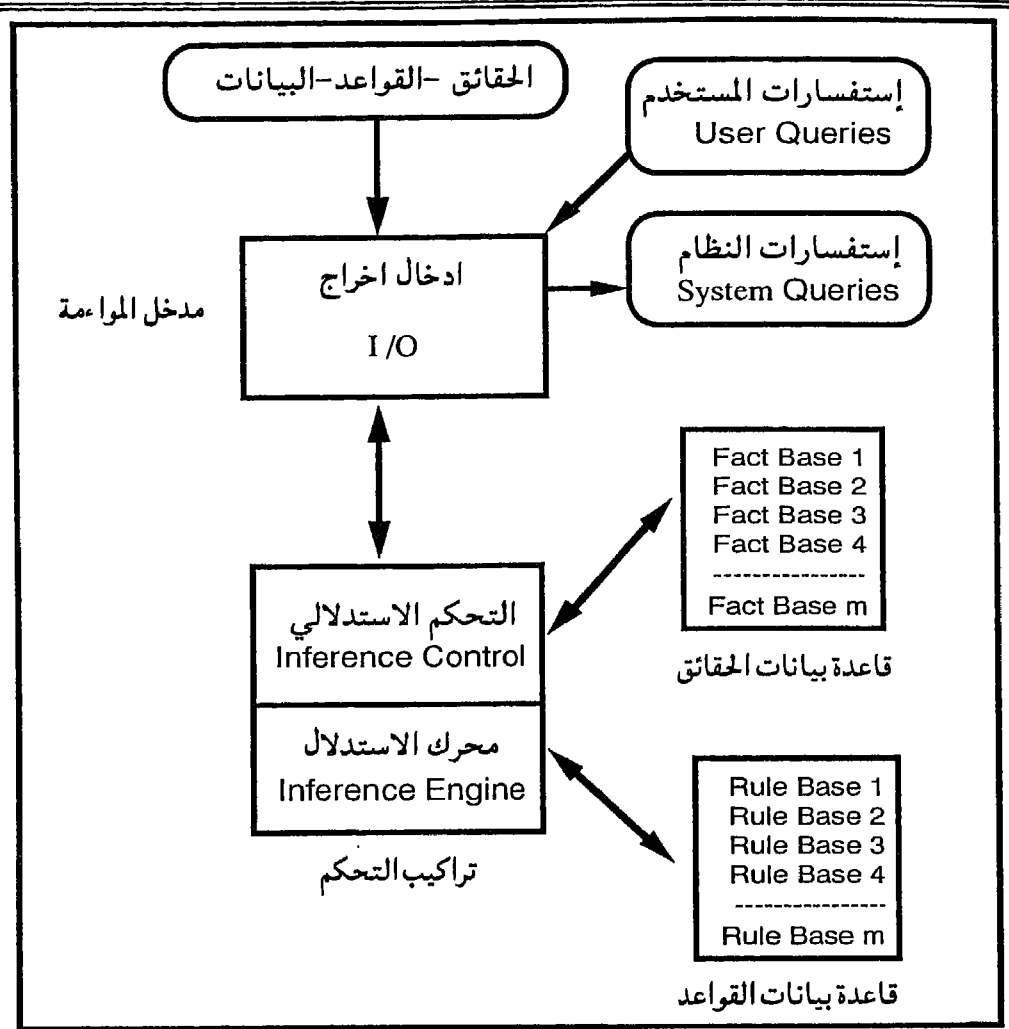 الحقائق -القواعد-البيانات
إستفسارات المستخدم
User Queries
إستفسارات النظام
System Queries
ادخال اخراج
I /O
مدخل المواءمة
Fact Base 1
Fact Base 2
Fact Base 3
Fact Base 4
-----------------
Fact Base m
قاعدة بيانات الحقائق
التحكم الاستدلالي
Inference Control
محرك الاستدلال
Inference Engine
تراكيب التحكم
Rule Base 1
Rule Base 2
Rule Base 3
Rule Base 4
-----------------
Rule Base m
قاعدة بيانات القواعد